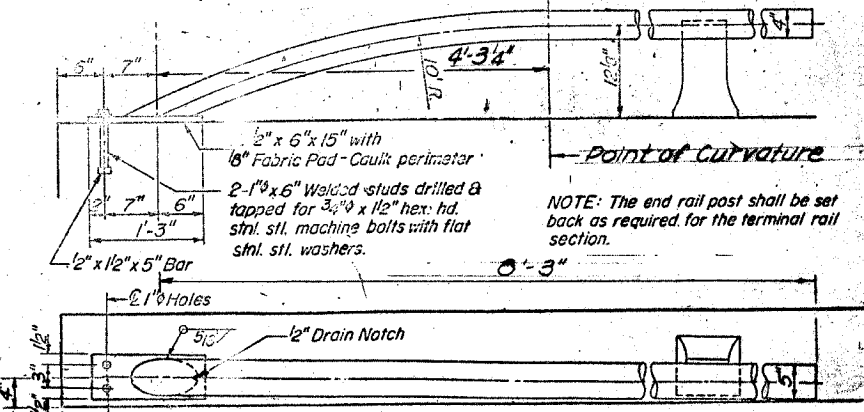 4"
6" 7"
4'-3¼"
10' R
12½"
½" x 6" x 15" with
⅛" Fabric Pad - Caulk perimeter
Point of Curvature
2-1"ϕ x 6" Welded studs drilled &
tapped for ¾"ϕ x 1½" hex. hd.
stnl. stl. machine bolts with flat
stnl. stl. washers.
NOTE: The end rail post shall be set
back as required for the terminal rail
section.
2" 7" 6"
1'-3"
½" x 1½" x 5" Bar
8'-3"
℄ 1"ϕ Holes
5/16
½" Drain Notch
3"
4"
5"